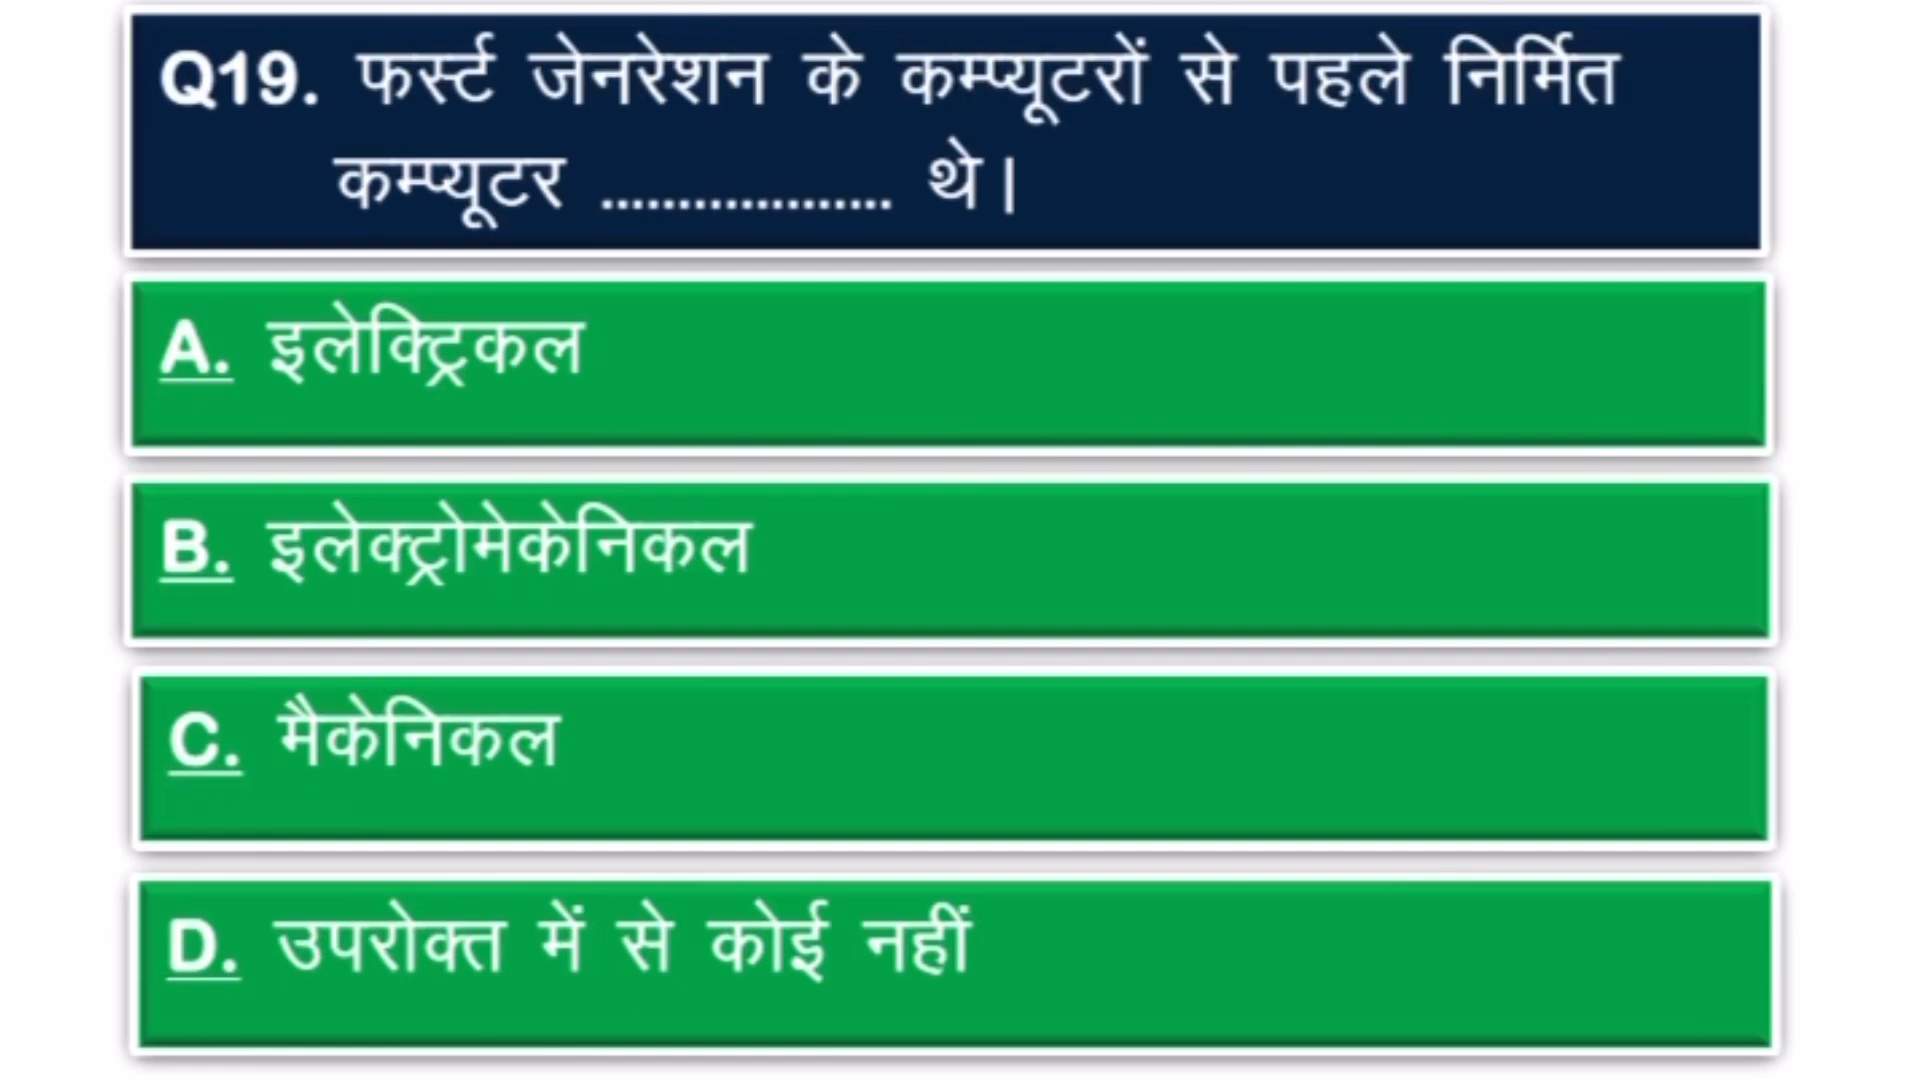 Q19. फर्स्ट जेनरेशन के कम्प्यूटरों से पहले निर्मित
कम्प्यूटर ................... थे।
A. इलेक्ट्रिकल
B. इलेक्ट्रोमेकेनिकल
C. मैकेनिकल
D. उपरोक्त में से कोई नहीं